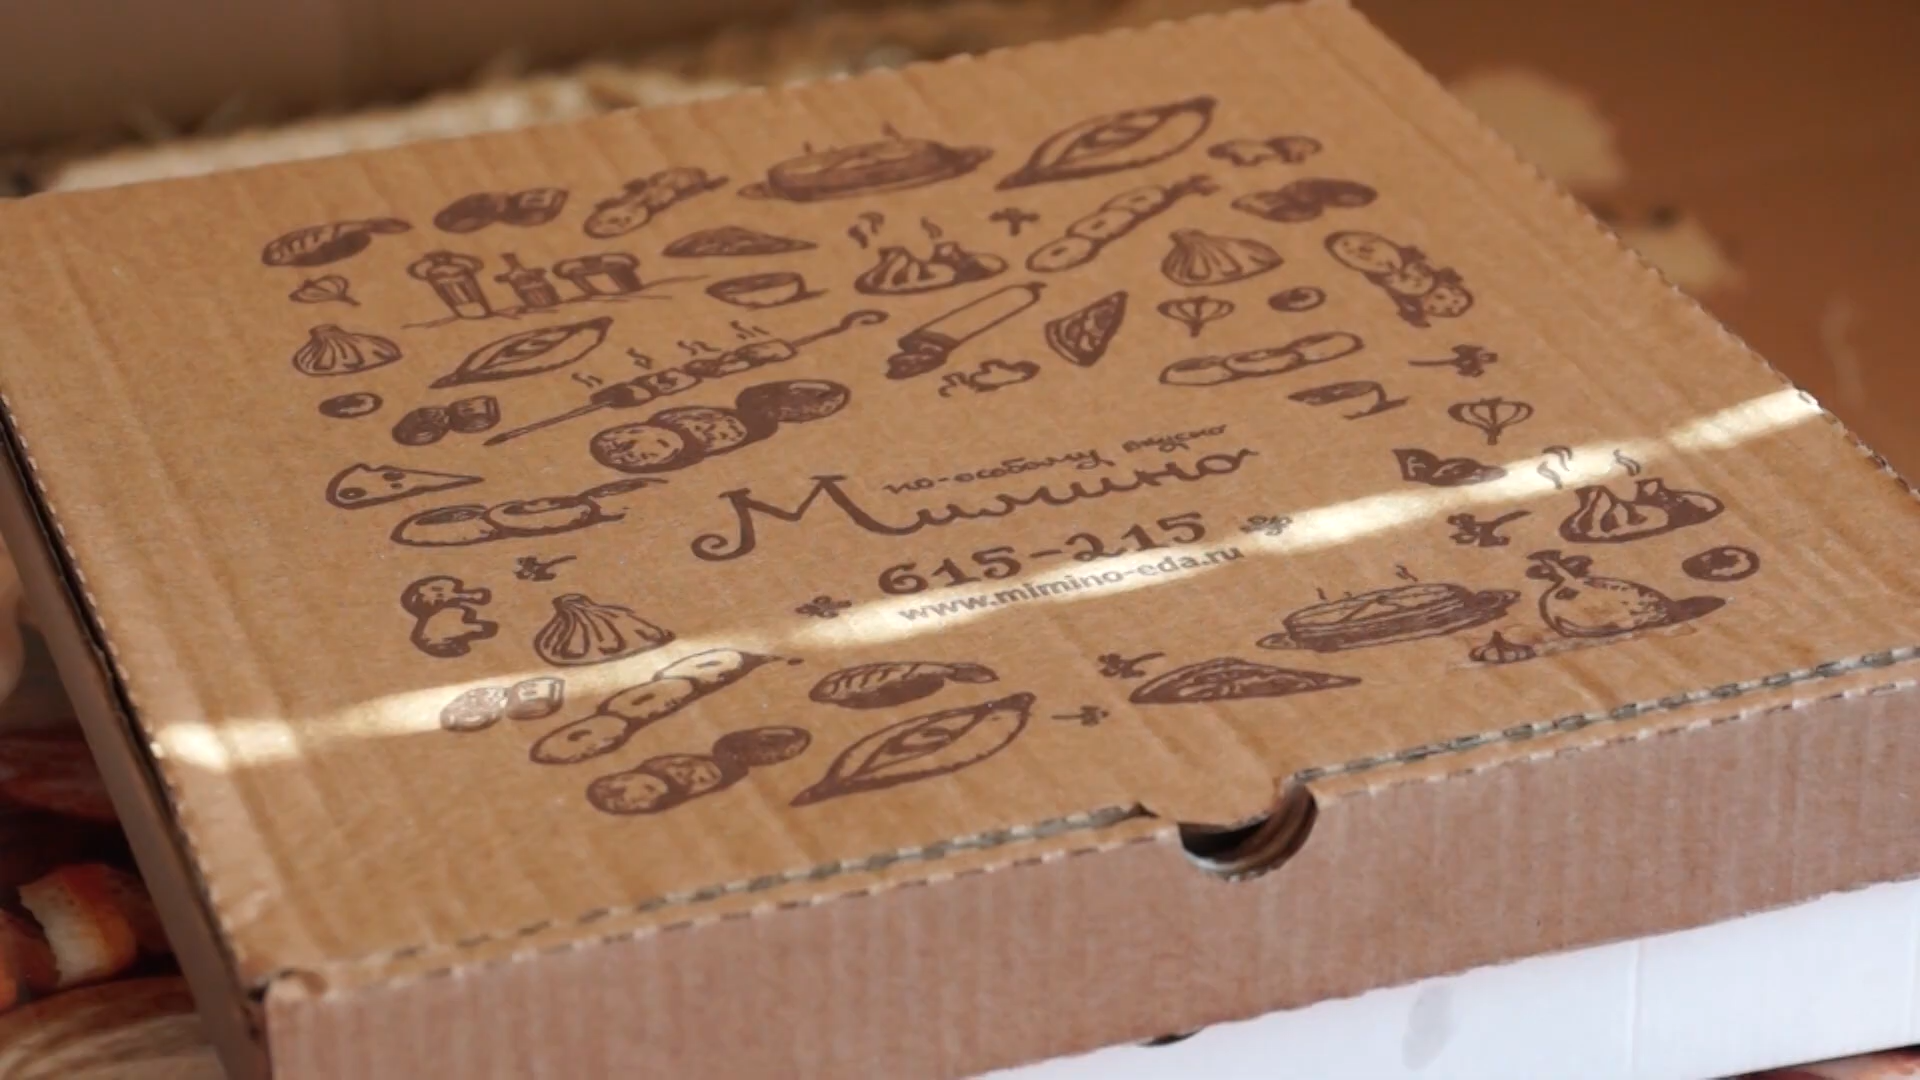 по-особому вкусно
Мимино
615-215
www.mimino-eda.ru